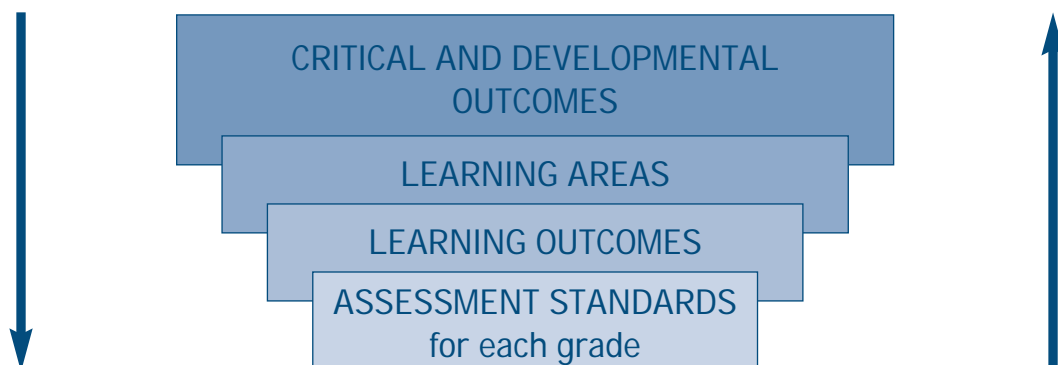 CRITICAL AND DEVELOPMENTAL
OUTCOMES
LEARNING AREAS
LEARNING OUTCOMES
ASSESSMENT STANDARDS
for each grade